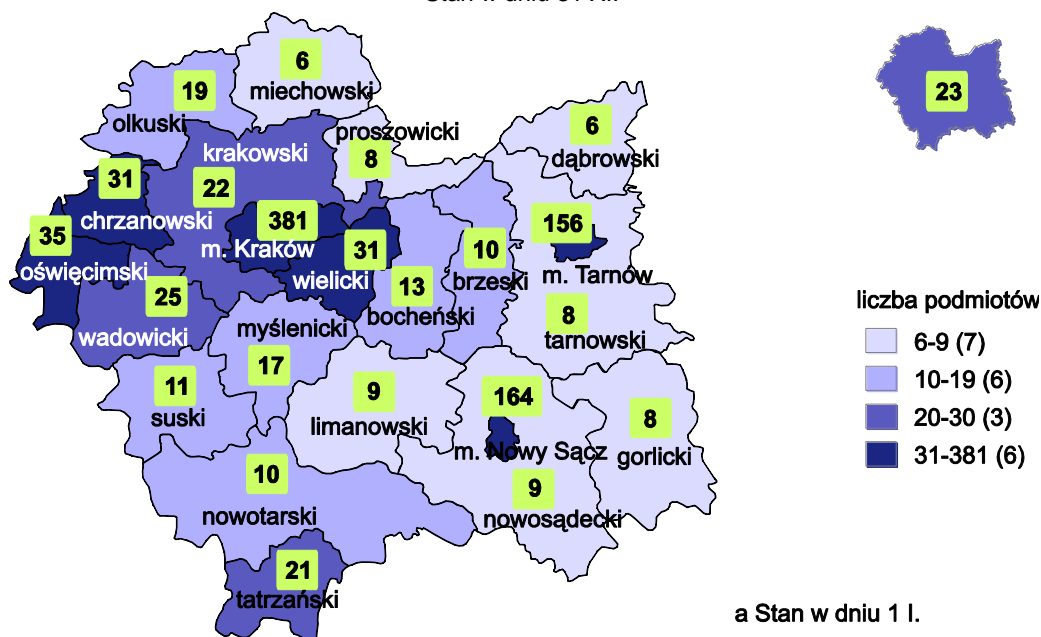 6
miechowski
19
olkuski
proszowicki
8
6
dąbrowski
23
krakowski
22
31
chrzanowski
381
m. Kraków
35
oświęcimski
31
wielicki
13
bocheński
10
brzeski
156
m. Tarnów
8
tarnowski
25
wadowicki
myślenicki
17
11
suski
9
limanowski
164
m. Nowy Sącz
8
gorlicki
9
nowosądecki
10
nowotarski
21
tatrzański
liczba podmiotów
6-9 (7)
10-19 (6)
20-30 (3)
31-381 (6)
a Stan w dniu 1 I.